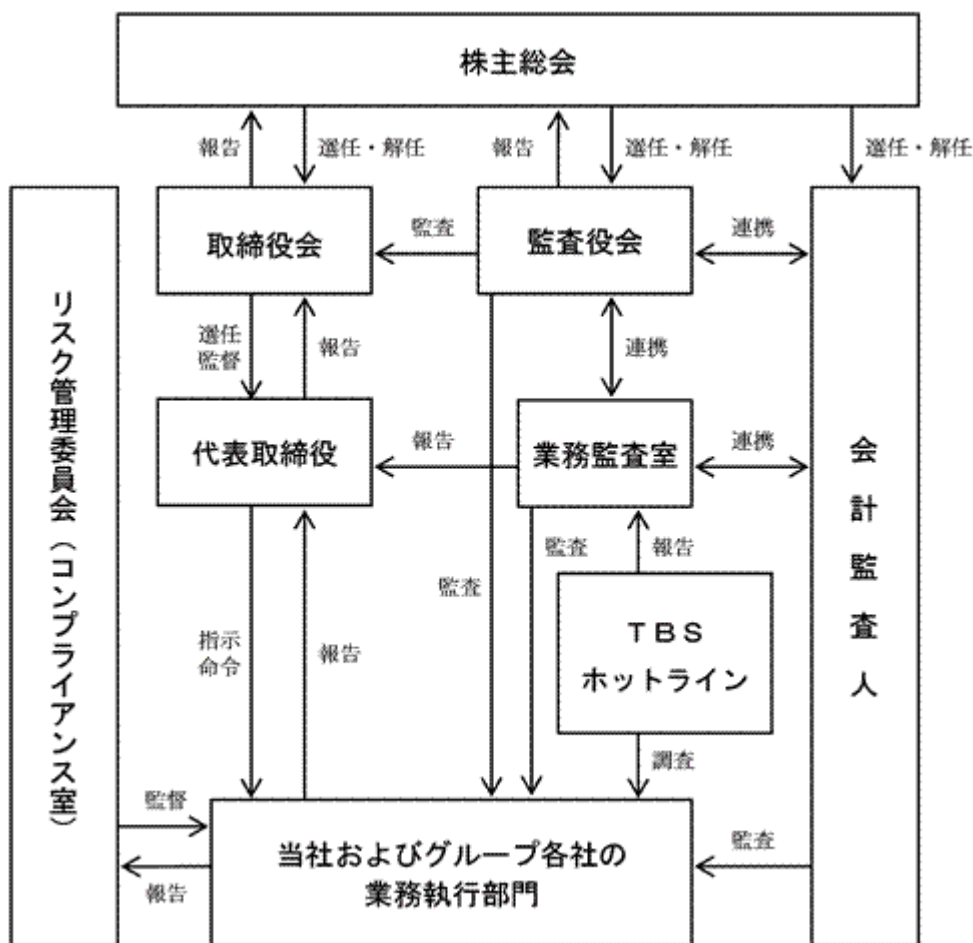 株主総会
報告
選任・解任
報告
選任・解任
選任・解任
リスク管理委員会（コンプライアンス室）
取締役会
監査
監査役会
連携
会計監査人
選任
監督
報告
連携
代表取締役
報告
業務監査室
連携
指示
命令
報告
監査
監査
報告
TBS
ホットライン
調査
監督
報告
当社およびグループ各社の
業務執行部門
監査